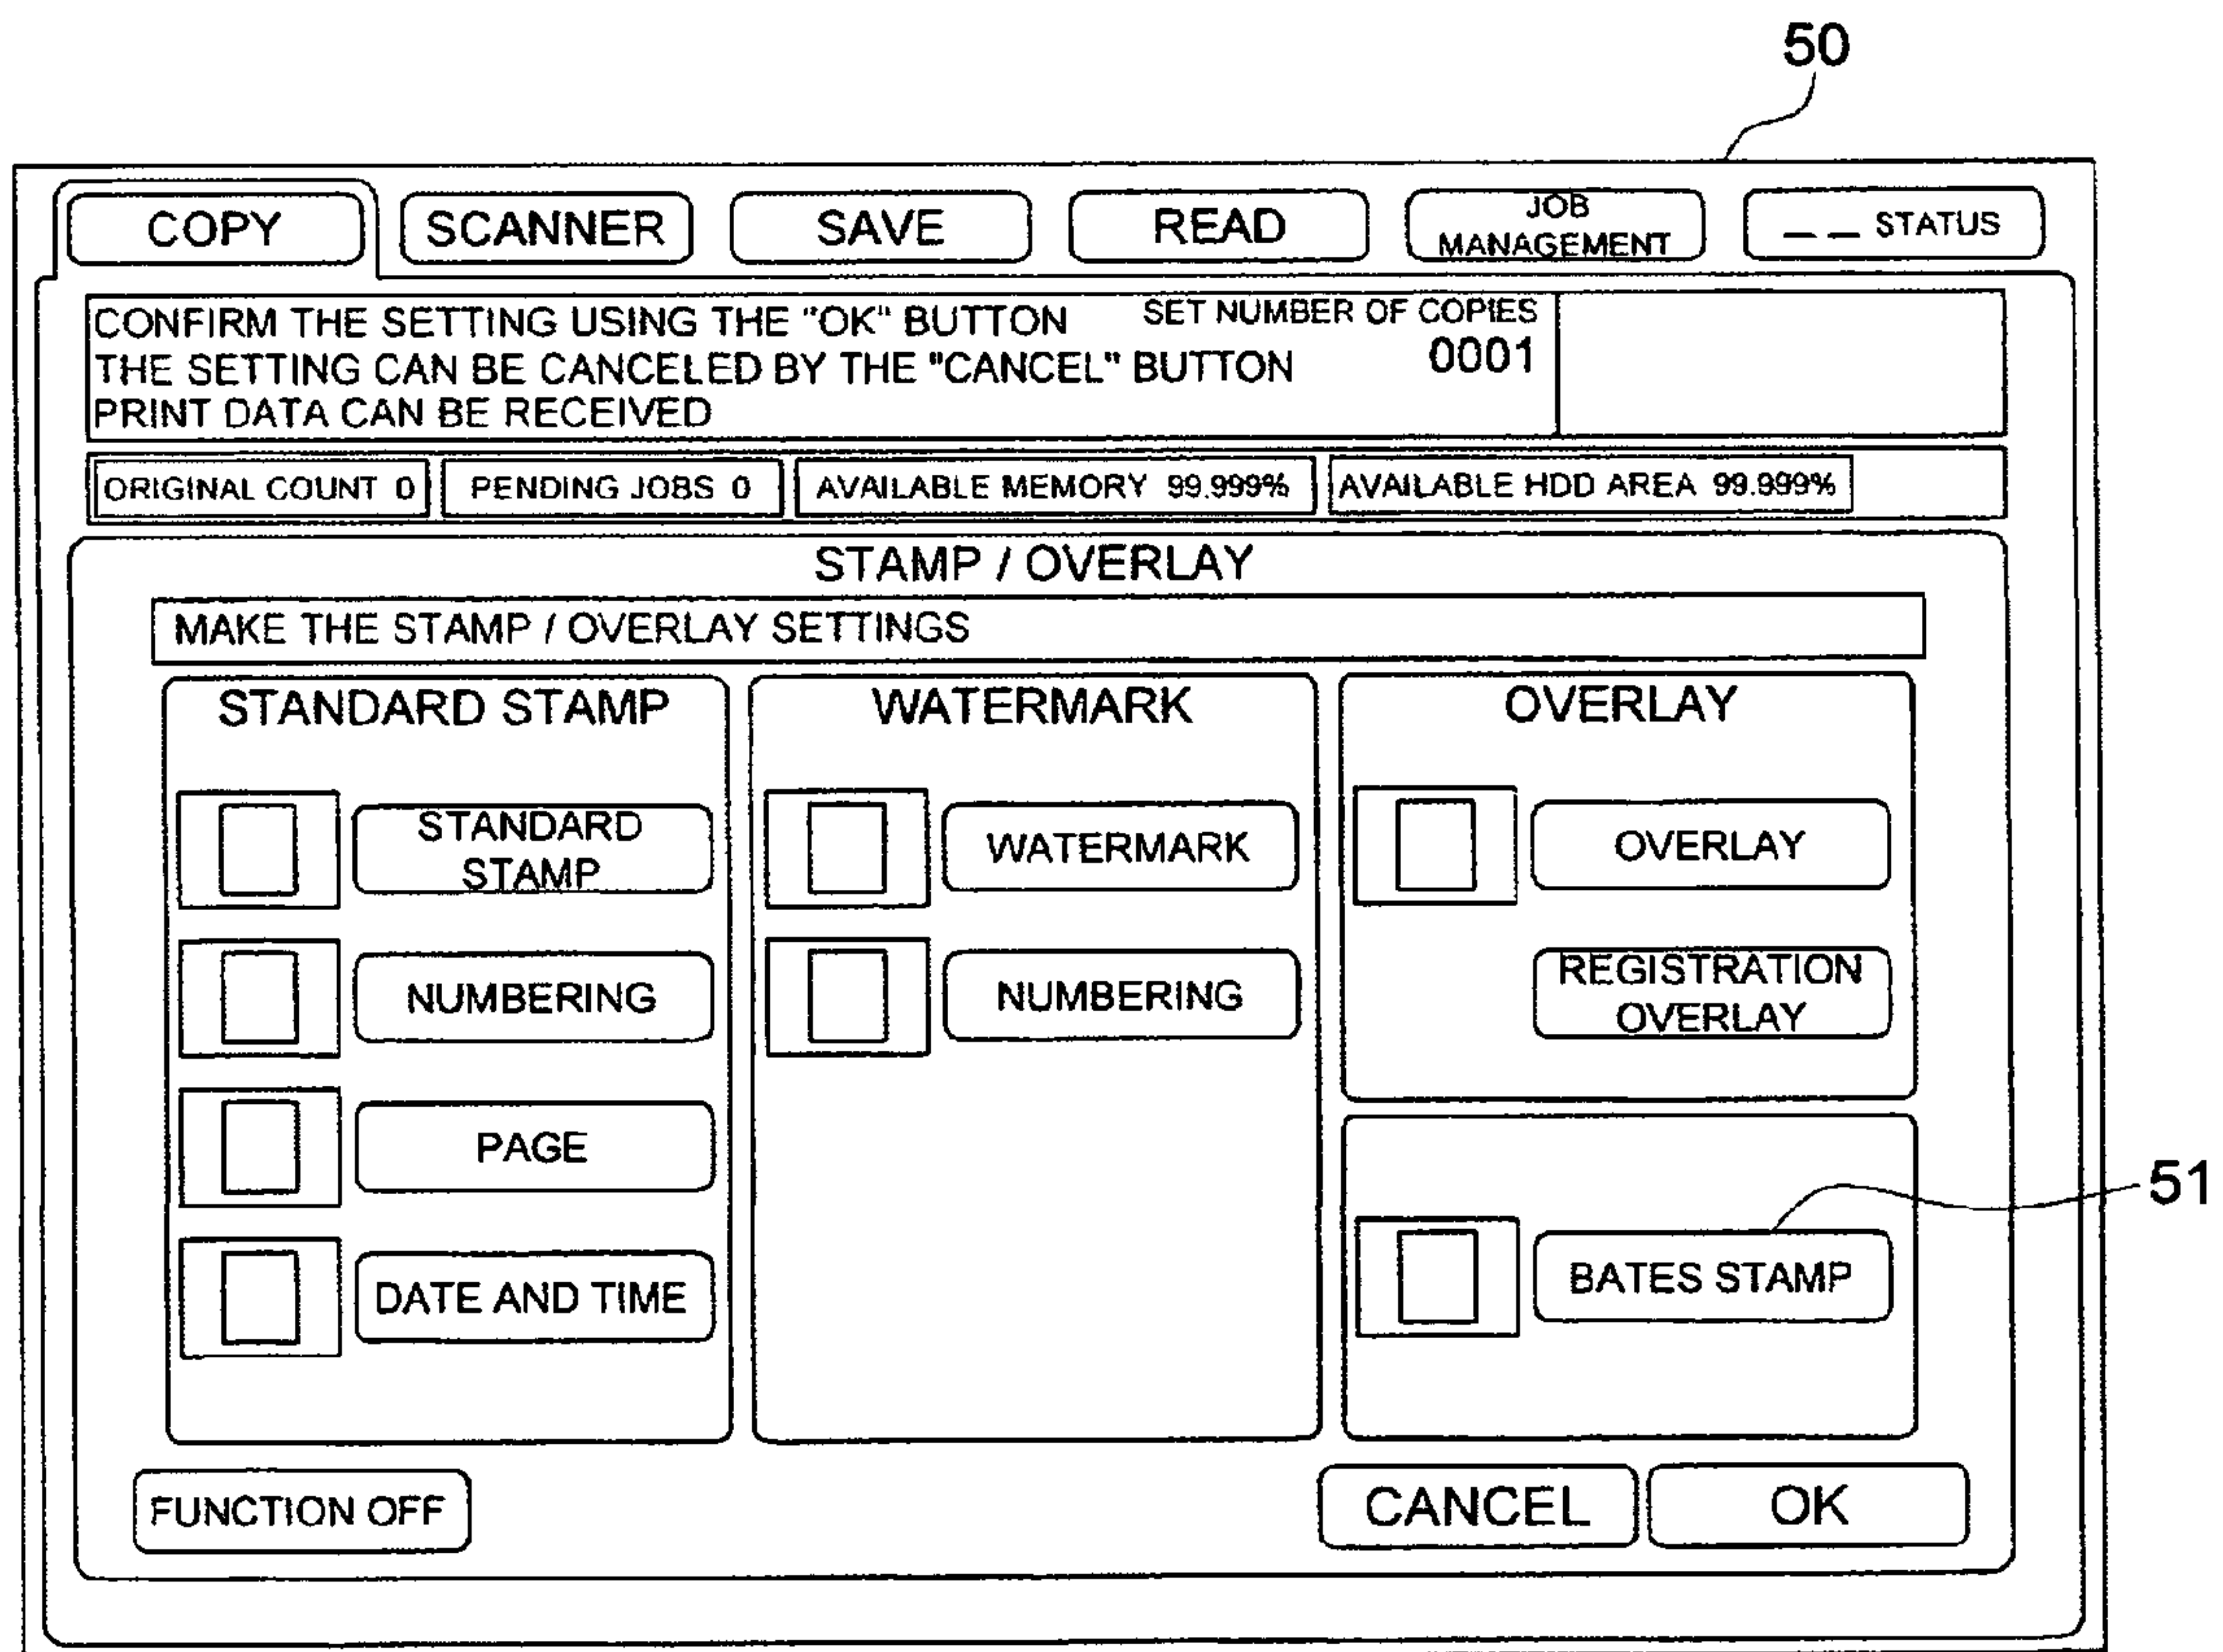 50
COPY
SCANNER
SAVE
READ
JOB
MANAGEMENT
_ _ STATUS
CONFIRM THE SETTING USING THE "OK" BUTTON
SET NUMBER OF COPIES
THE SETTING CAN BE CANCELED BY THE "CANCEL" BUTTON
0001
PRINT DATA CAN BE RECEIVED
ORIGINAL COUNT 0
PENDING JOBS 0
AVAILABLE MEMORY 99.999%
AVAILABLE HDD AREA 99.999%
STAMP / OVERLAY
MAKE THE STAMP / OVERLAY SETTINGS
STANDARD STAMP
STANDARD
STAMP
NUMBERING
PAGE
DATE AND TIME
WATERMARK
WATERMARK
NUMBERING
OVERLAY
OVERLAY
REGISTRATION
OVERLAY
51
BATES STAMP
FUNCTION OFF
CANCEL
OK